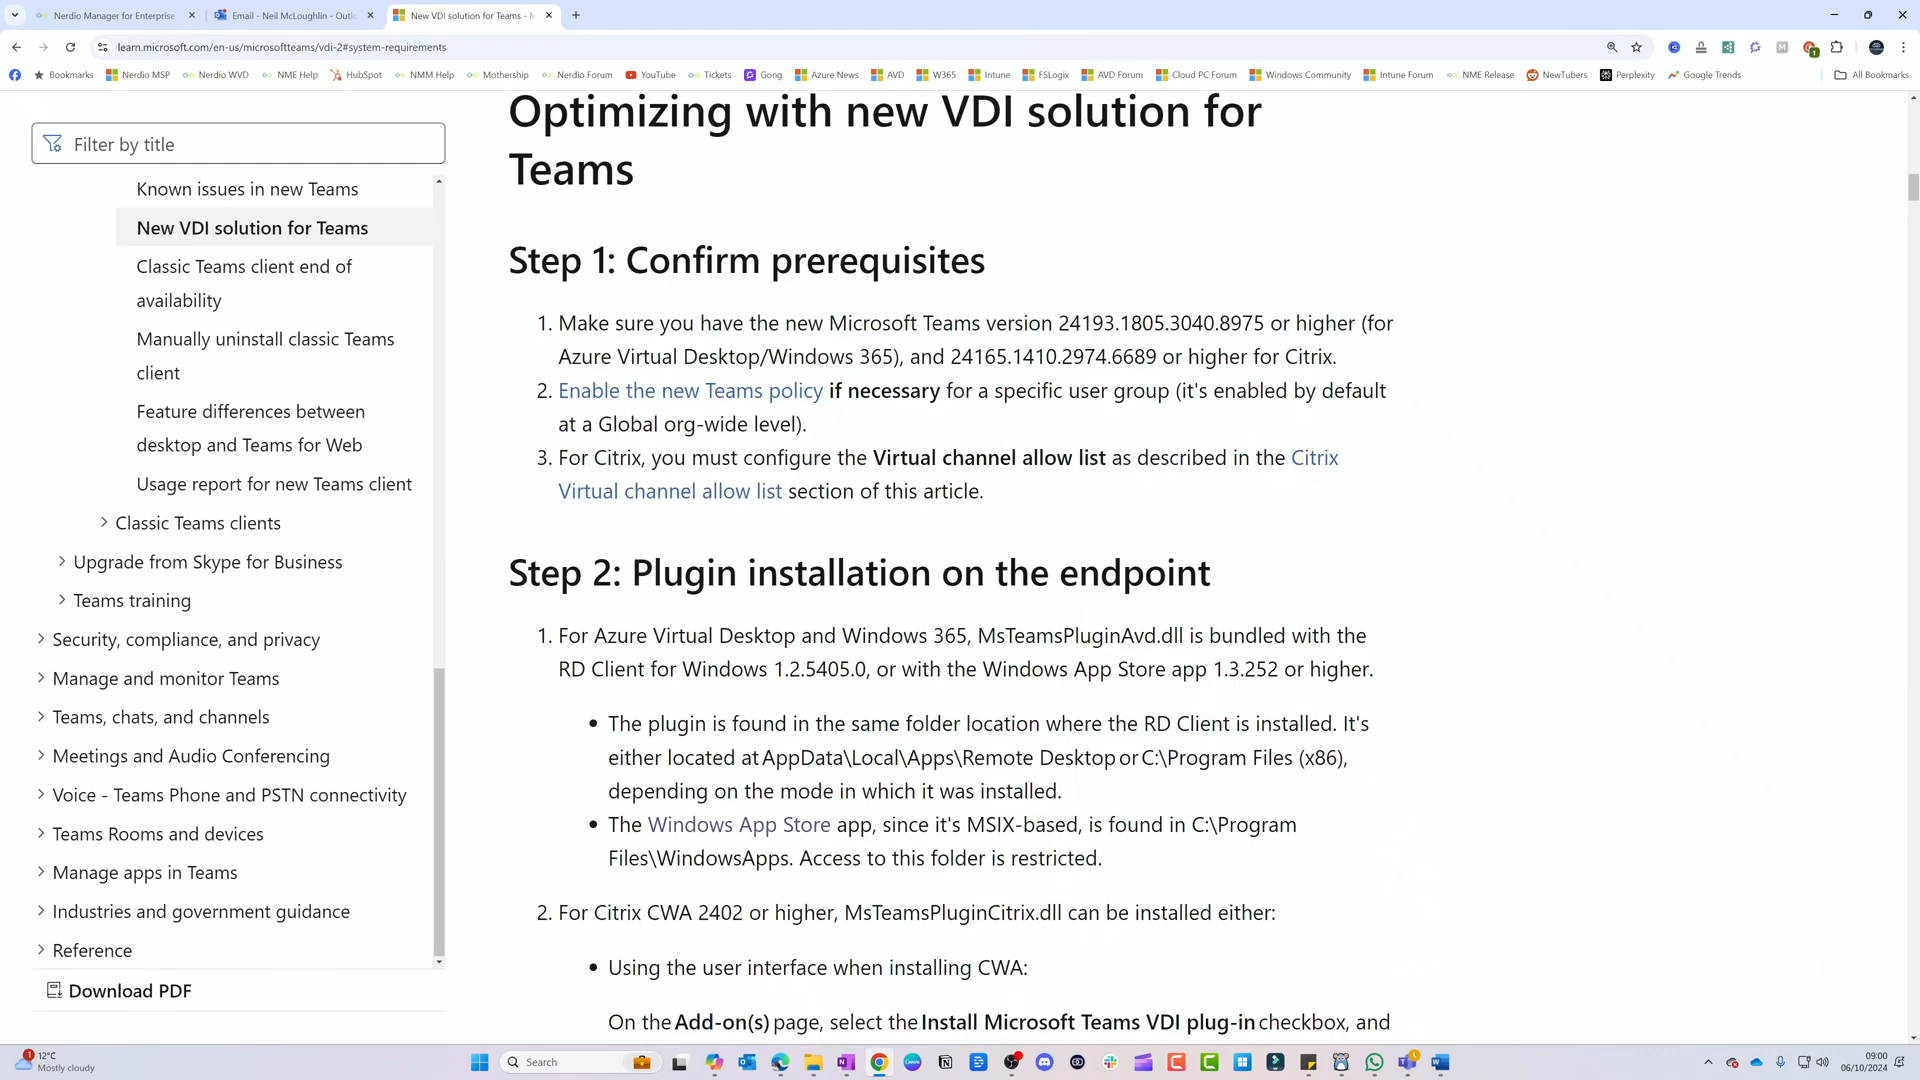 Nerdio Manager for Enterprise
Email - Neil McLoughlin - Outlo
New VDI solution for Teams - M
learn.microsoft.com/en-us/microsoftteams/vdi-2#system-requirements
Bookmarks
Nerdio MSP
Nerdio WVD
NME Help
HubSpot
NMM Help
Mothership
Nerdio Forum
YouTube
Tickets
Gong
Azure News
AVD
W365
Intune
FSLogix
AVD Forum
Cloud PC Forum
Windows Community
Intune Forum
NME Release
NewTubers
Perplexity
Google Trends
All Bookmarks
Filter by title
Known issues in new Teams
New VDI solution for Teams
Classic Teams client end of
availability
Manually uninstall classic Teams
client
Feature differences between
desktop and Teams for Web
Usage report for new Teams client
Classic Teams clients
Upgrade from Skype for Business
Teams training
Security, compliance, and privacy
Manage and monitor Teams
Teams, chats, and channels
Meetings and Audio Conferencing
Voice - Teams Phone and PSTN connectivity
Teams Rooms and devices
Manage apps in Teams
Industries and government guidance
Reference
Download PDF
Optimizing with new VDI solution for
Teams
Step 1: Confirm prerequisites
1. Make sure you have the new Microsoft Teams version 24193.1805.3040.8975 or higher (for
Azure Virtual Desktop/Windows 365), and 24165.1410.2974.6689 or higher for Citrix.
2. Enable the new Teams policy if necessary for a specific user group (it's enabled by default
at a Global org-wide level).
3. For Citrix, you must configure the Virtual channel allow list as described in the Citrix
Virtual channel allow list section of this article.
Step 2: Plugin installation on the endpoint
1. For Azure Virtual Desktop and Windows 365, MsTeamsPluginAvd.dll is bundled with the
RD Client for Windows 1.2.5405.0, or with the Windows App Store app 1.3.252 or higher.
• The plugin is found in the same folder location where the RD Client is installed. It's
either located at AppData\Local\Apps\Remote Desktop or C:\Program Files (x86),
depending on the mode in which it was installed.
• The Windows App Store app, since it's MSIX-based, is found in C:\Program
Files\WindowsApps. Access to this folder is restricted.
2. For Citrix CWA 2402 or higher, MsTeamsPluginCitrix.dll can be installed either:
• Using the user interface when installing CWA:
On the Add-on(s) page, select the Install Microsoft Teams VDI plug-in checkbox, and
1
12°C
Mostly cloudy
Search
09:00
06/10/2024